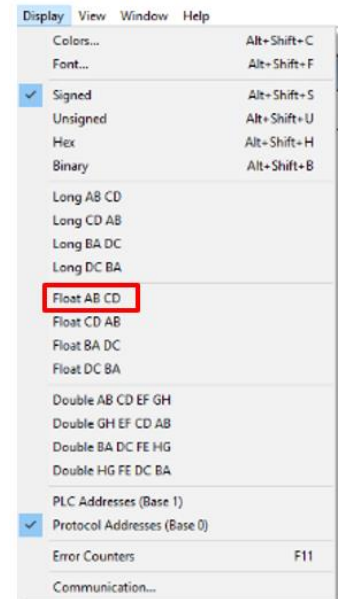 Display View Window Help
Colors... Alt+Shift+C
Font... Alt+Shift+F
Signed Alt+Shift+S
Unsigned Alt+Shift+U
Hex Alt+Shift+H
Binary Alt+Shift+B
Long AB CD
Long CD AB
Long BA DC
Long DC BA
Float AB CD
Float CD AB
Float BA DC
Float DC BA
Double AB CD EF GH
Double GH EF CD AB
Double BA DC FE HG
Double HG FE DC BA
PLC Addresses (Base 1)
Protocol Addresses (Base 0)
Error Counters F11
Communication...